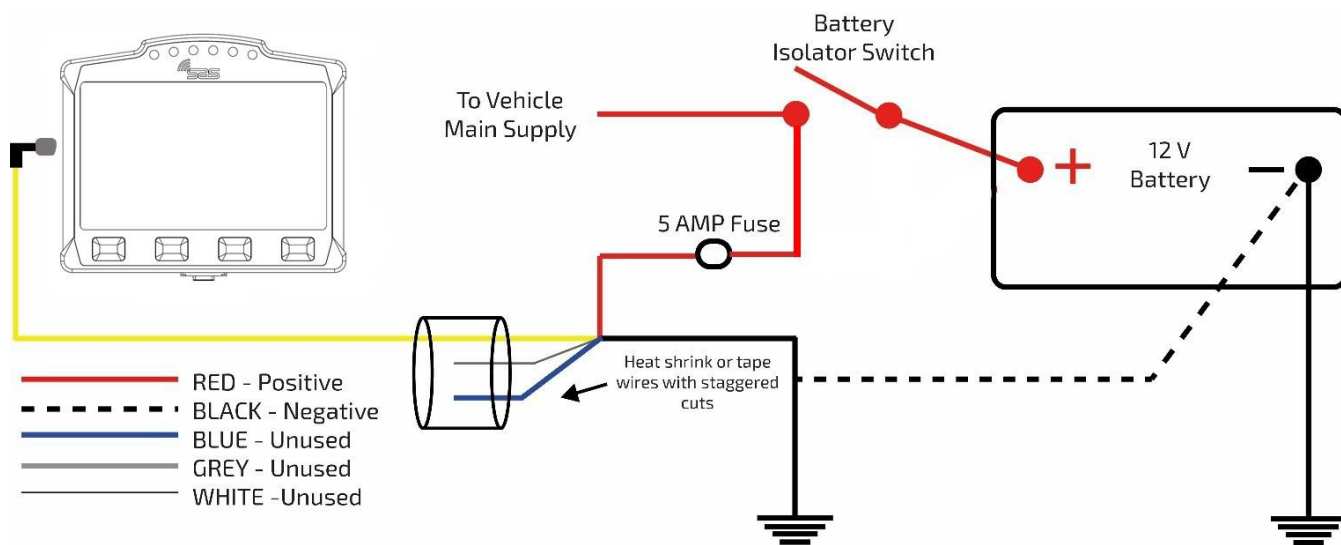 Battery
Isolator Switch
sas
To Vehicle
Main Supply
+
12 V
Battery
–
5 AMP Fuse
Heat shrink or tape
wires with staggered
cuts
RED - Positive
BLACK - Negative
BLUE - Unused
GREY - Unused
WHITE -Unused